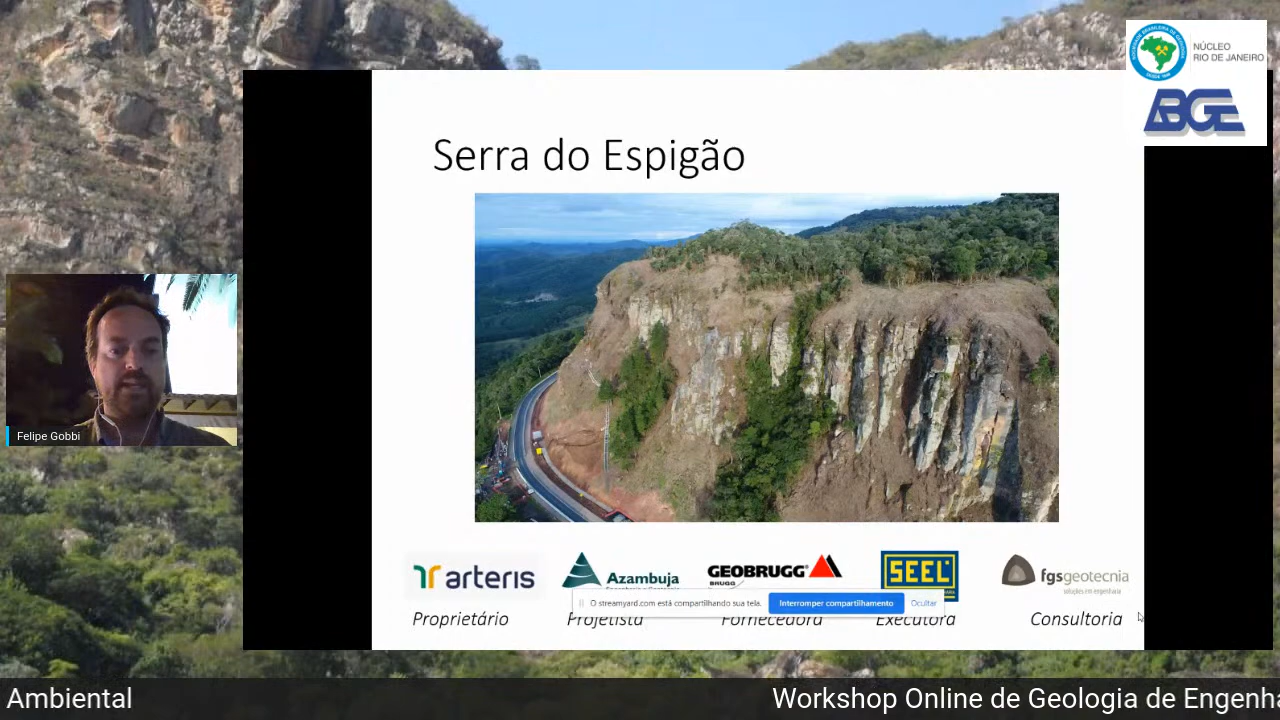 NÚCLEO
RIO DE JANEIRO
ABGE
Serra do Espigão
Felipe Gobbi
arteris
Azambuja
GEOBRUGG®
BRUGG
SEEL
fgsgeotecnia
soluções em engenharia
O streamyard.com está compartilhando sua tela.
Interromper compartilhamento
Ocultar
Proprietário
Projetista
Fornecedora
Executora
Consultoria
Ambiental
Workshop Online de Geologia de Engenha